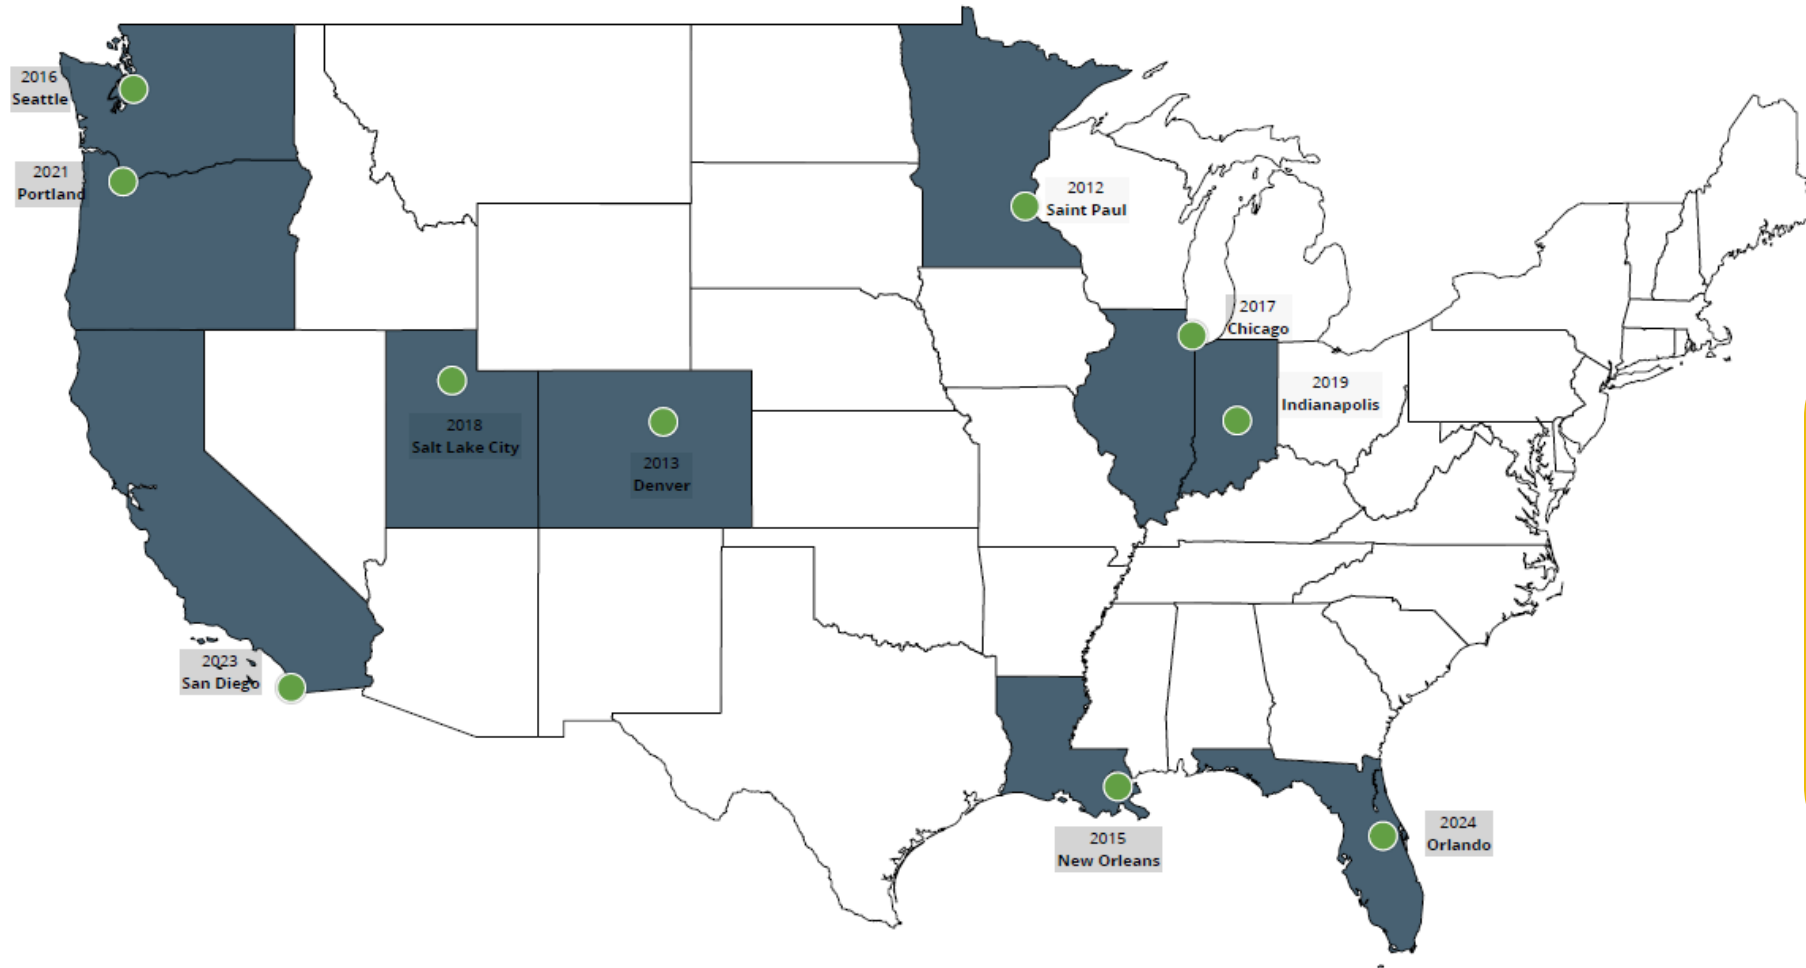 2016
Seattle
2021
Portland
2012
Saint Paul
2017
Chicago
2019
Indianapolis
2018
Salt Lake City
2013
Denver
2023
San Diego
2015
New Orleans
2024
Orlando